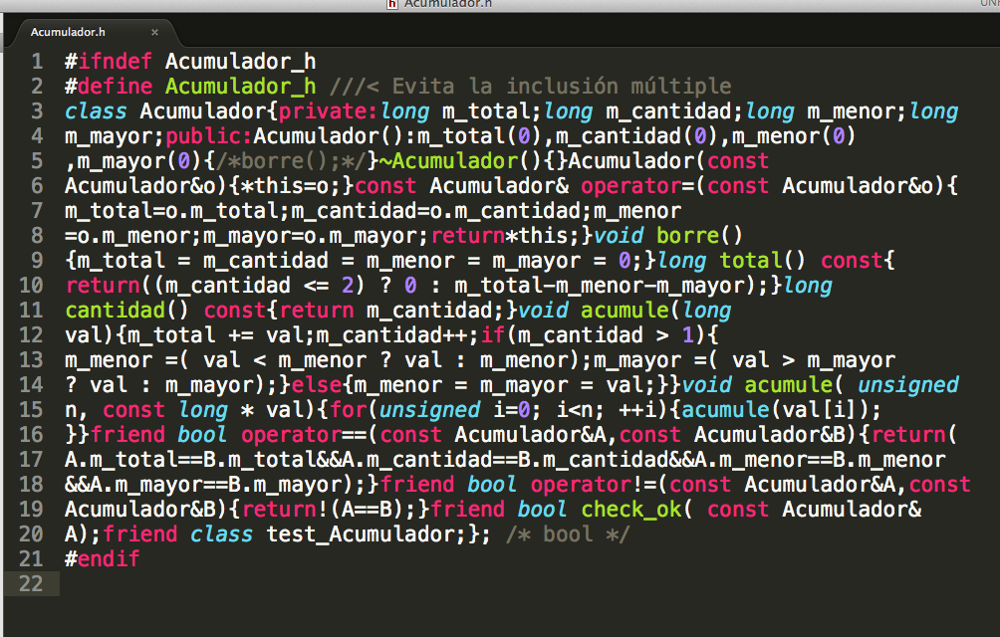 h Acumulador.h
UNR
Acumulador.h ×
1 #ifndef Acumulador_h
2 #define Acumulador_h ///< Evita la inclusión múltiple
3 class Acumulador{private:long m_total;long m_cantidad;long m_menor;long
4 m_mayor;public:Acumulador():m_total(0),m_cantidad(0),m_menor(0)
5 ,m_mayor(0){/*borre();*/}~Acumulador(){}Acumulador(const
6 Acumulador&o){*this=o;}const Acumulador& operator=(const Acumulador&o){
7 m_total=o.m_total;m_cantidad=o.m_cantidad;m_menor
8 =o.m_menor;m_mayor=o.m_mayor;return*this;}void borre()
9 {m_total = m_cantidad = m_menor = m_mayor = 0;}long total() const{
10 return((m_cantidad <= 2) ? 0 : m_total-m_menor-m_mayor);}long
11 cantidad() const{return m_cantidad;}void acumule(long
12 val){m_total += val;m_cantidad++;if(m_cantidad > 1){
13 m_menor =( val < m_menor ? val : m_menor);m_mayor =( val > m_mayor
14 ? val : m_mayor);}else{m_menor = m_mayor = val;}}void acumule( unsigned
15 n, const long * val){for(unsigned i=0; i<n; ++i){acumule(val[i]);
16 }}friend bool operator==(const Acumulador&A,const Acumulador&B){return(
17 A.m_total==B.m_total&&A.m_cantidad==B.m_cantidad&&A.m_menor==B.m_menor
18 &&A.m_mayor==B.m_mayor);}friend bool operator!=(const Acumulador&A,const
19 Acumulador&B){return!(A==B);}friend bool check_ok( const Acumulador&
20 A);friend class test_Acumulador;}; /* bool */
21 #endif
22